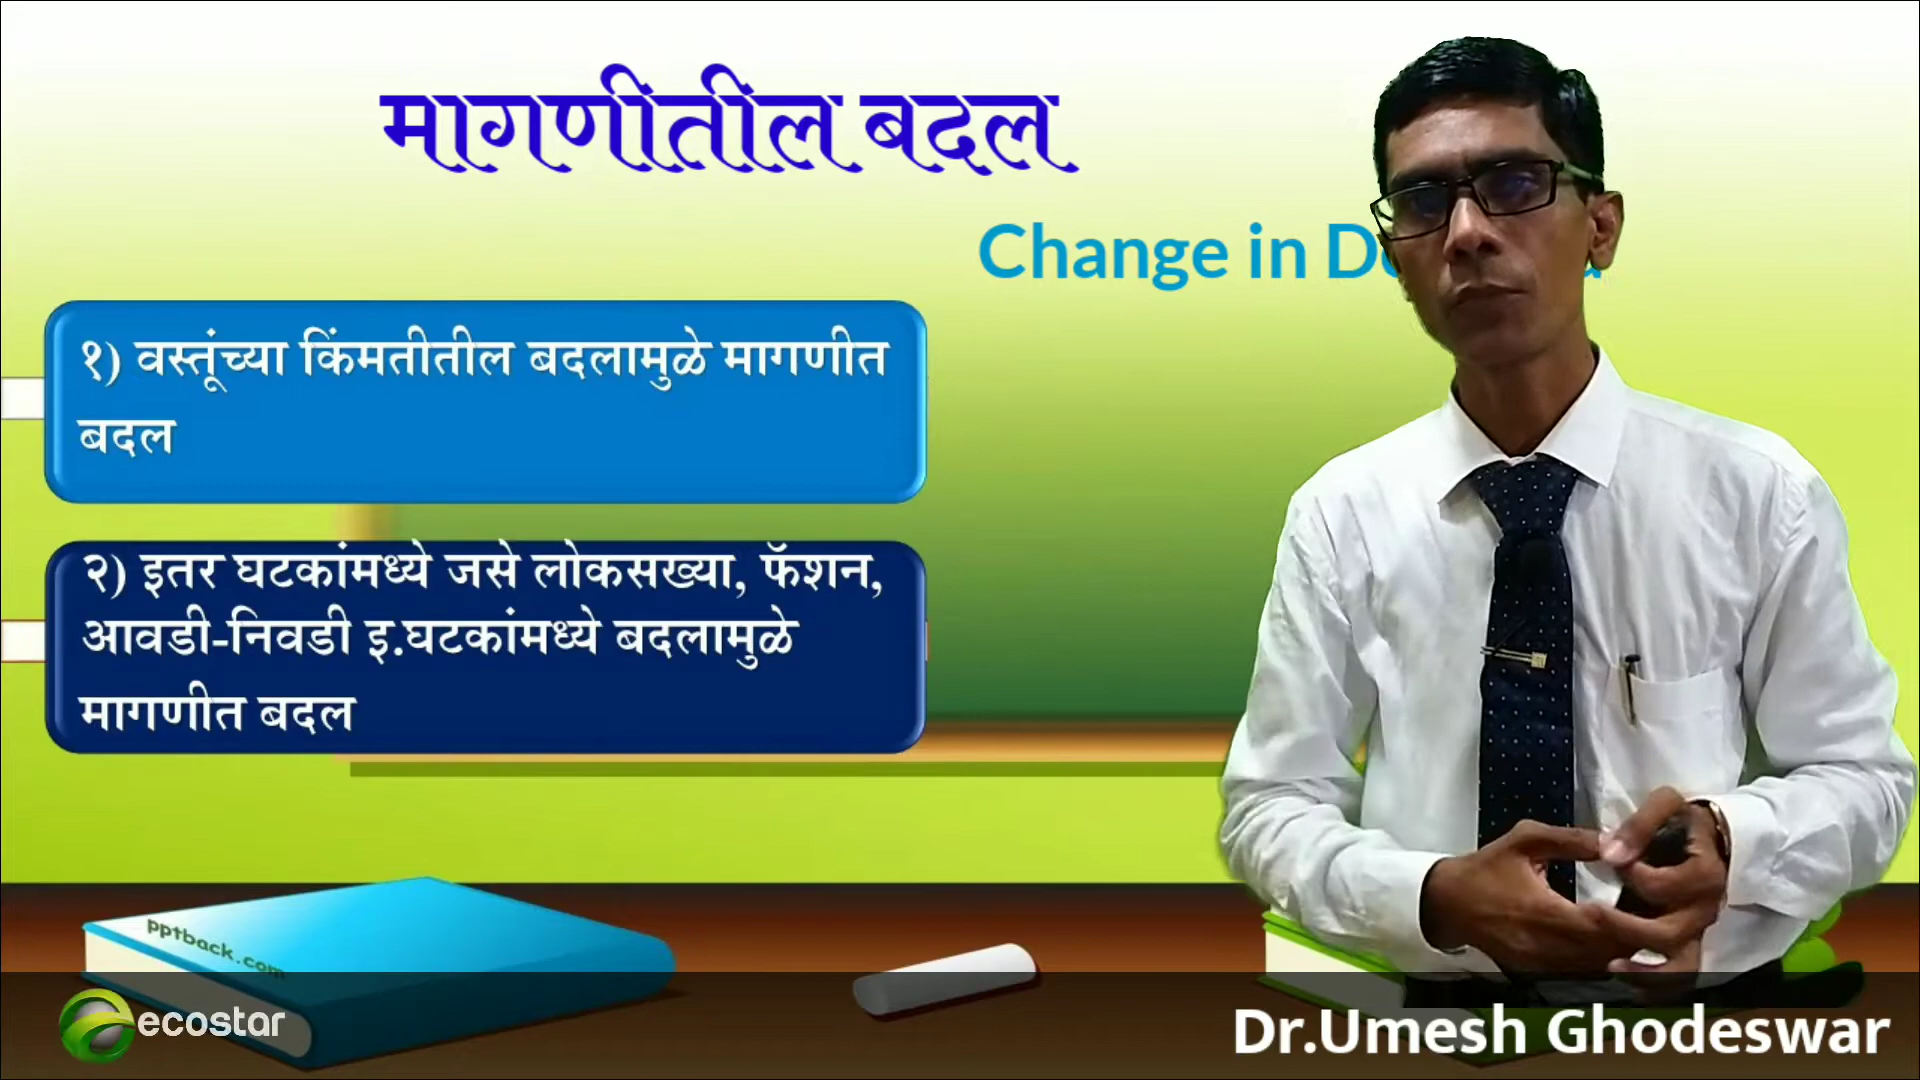 मागणीतील बदल
Change in
१) वस्तूंच्या किंमतीतील बदलामुळे मागणीत
बदल
२) इतर घटकांमध्ये जसे लोकसख्या, फॅशन,
आवडी-निवडी इ.घटकांमध्ये बदलामुळे
मागणीत बदल
pptback.com
ecostar
Dr.Umesh Ghodeswar